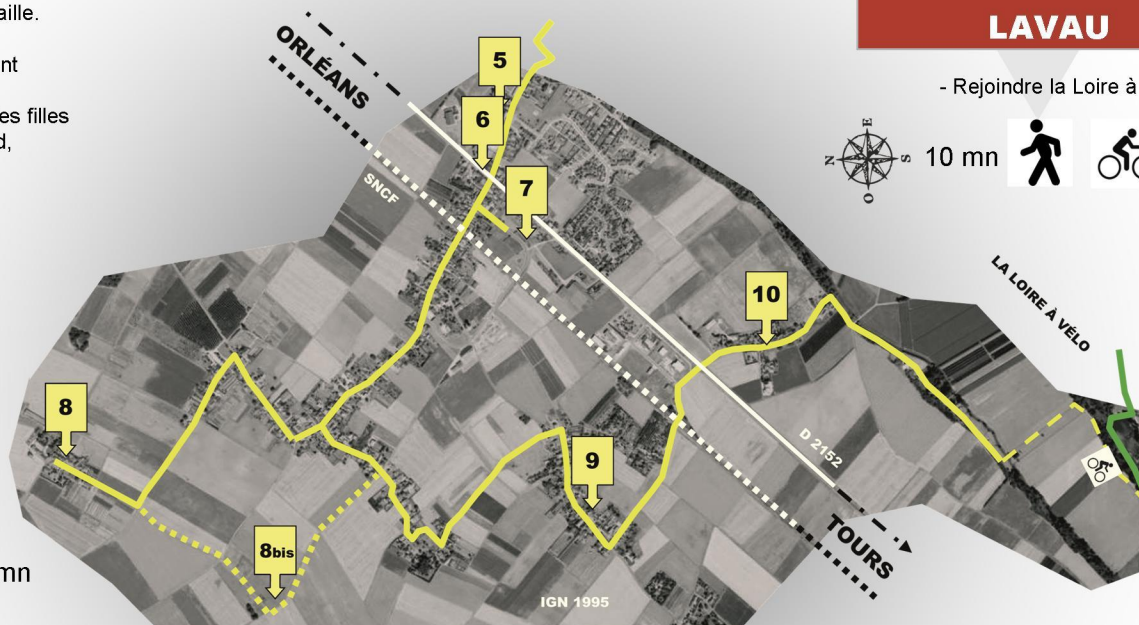 aille.
nt
es filles
d,
ORLÉANS
5
6
7
SNCF
LAVAU
- Rejoindre la Loire à
E
N
S
O
10 mn
LA LOIRE À VÉLO
10
8
9
D 2152
8bis
TOURS
mn
IGN 1995